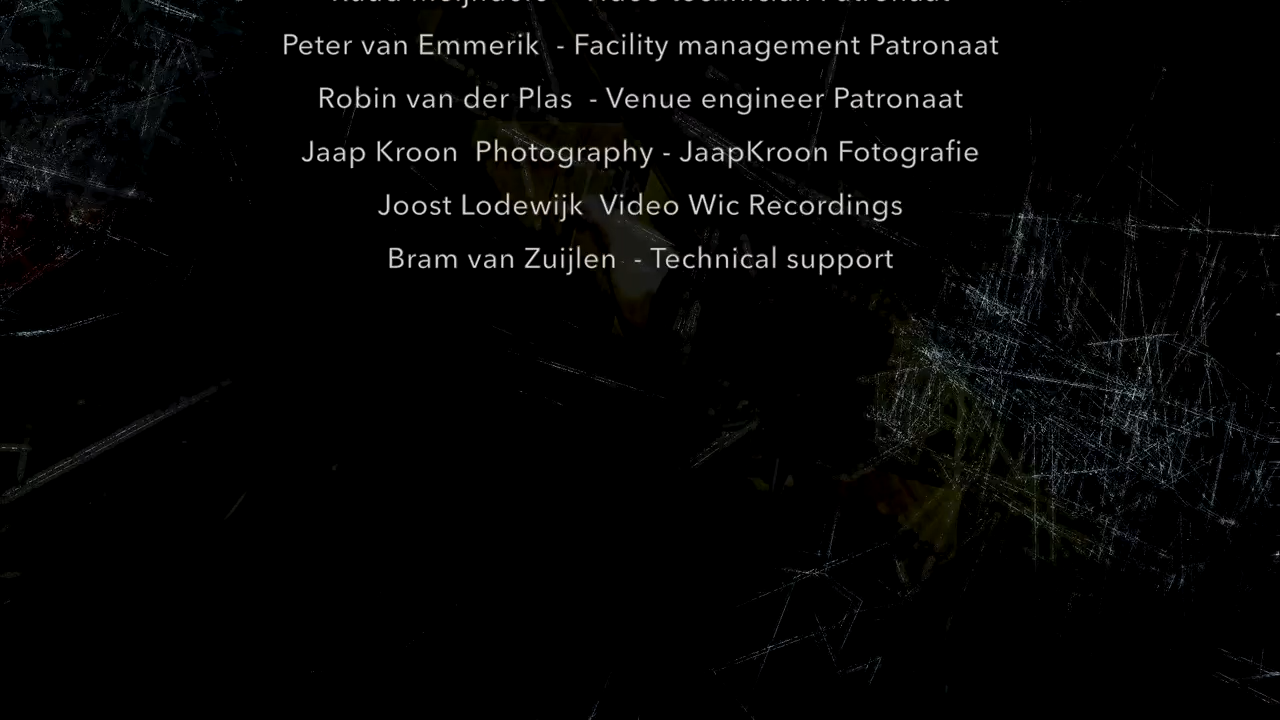 Peter van Emmerik  - Facility management Patronaat
Robin van der Plas  - Venue engineer Patronaat
Jaap Kroon  Photography - JaapKroon Fotografie
Joost Lodewijk  Video Wic Recordings
Bram van Zuijlen  - Technical support